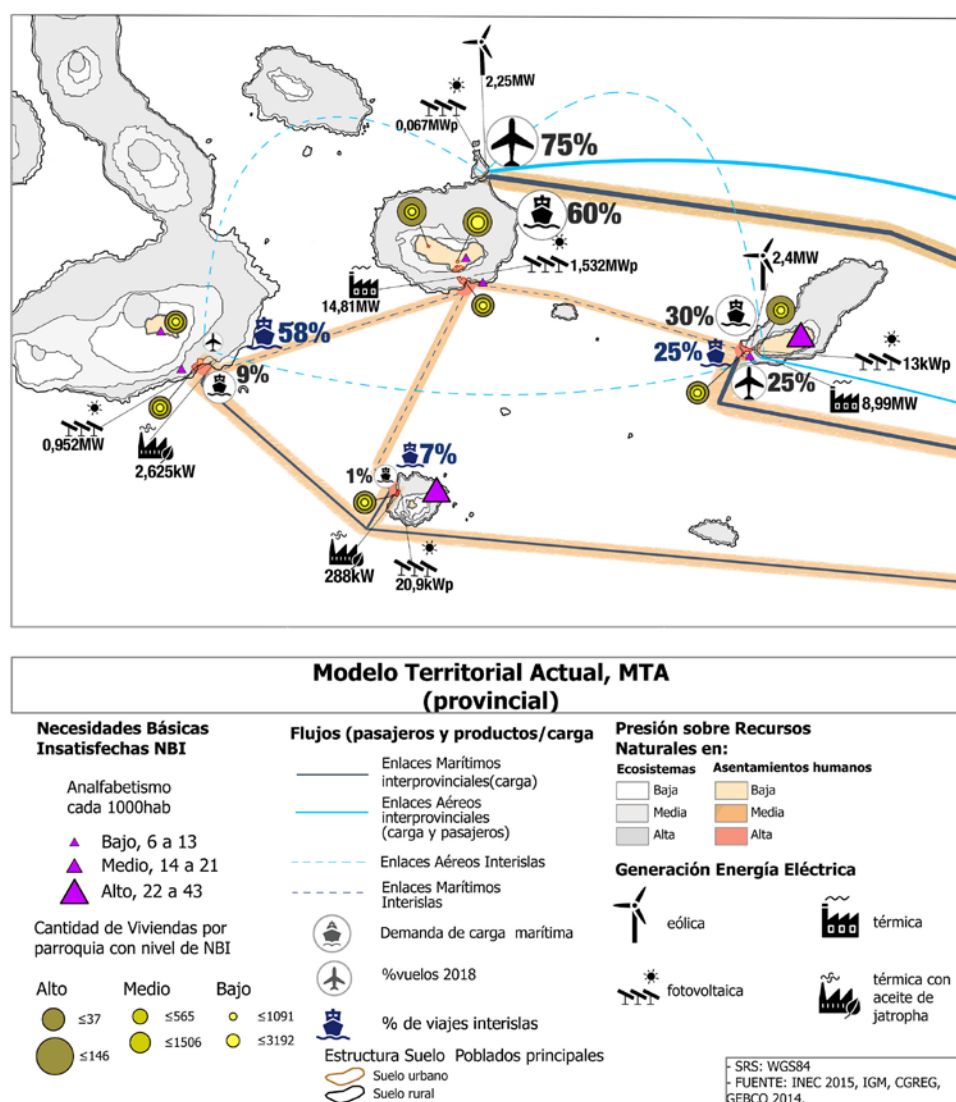 2,25MW
0,067MWp
75%
60%
1,532MWp
2,4MW
14,81MW
30%
58%
25%
13kWp
9%
25%
8,99MW
0,952MW
2,625kW
7%
1%
288kW
20,9kWp
Modelo Territorial Actual, MTA
(provincial)
Necesidades Básicas
Insatisfechas NBI
Analfabetismo
cada 1000hab
Bajo, 6 a 13
Medio, 14 a 21
Alto, 22 a 43
Cantidad de Viviendas por
parroquia con nivel de NBI
Alto
Medio
Bajo
≤37
≤565
≤1091
≤146
≤1506
≤3192
Flujos (pasajeros y productos/carga
Enlaces Marítimos
interprovinciales(carga)
Enlaces Aéreos
interprovinciales
(carga y pasajeros)
Enlaces Aéreos Interislas
Enlaces Marítimos
Interislas
Demanda de carga marítima
%vuelos 2018
% de viajes interislas
Estructura Suelo Poblados principales
Suelo urbano
Suelo rural
Presión sobre Recursos
Naturales en:
Ecosistemas
Asentamientos humanos
Baja
Baja
Media
Media
Alta
Alta
Generación Energía Eléctrica
eólica
térmica
fotovoltaica
térmica con
aceite de
jatropha
- SRS: WGS84
- FUENTE: INEC 2015, IGM, CGREG,
GEBCO 2014.